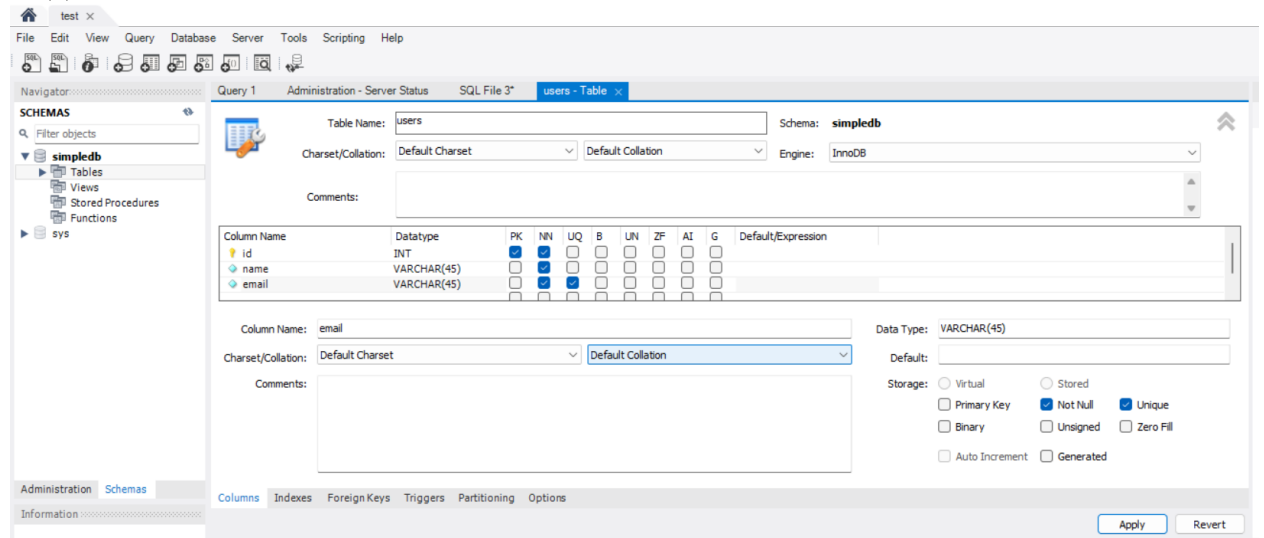 test ×
File Edit View Query Database Server Tools Scripting Help
Navigator
Query 1 Administration - Server Status SQL File 3* users - Table ×
SCHEMAS
Filter objects
simpledb
Tables
Views
Stored Procedures
Functions
sys
Table Name: users Schema: simpledb
Charset/Collation: Default Charset Default Collation Engine: InnoDB
Comments:
Column Name Datatype PK NN UQ B UN ZF AI G Default/Expression
id INT
name VARCHAR(45)
email VARCHAR(45)
Column Name: email Data Type: VARCHAR(45)
Charset/Collation: Default Charset Default Collation Default:
Comments: Storage: Virtual Stored
Primary Key Not Null Unique
Binary Unsigned Zero Fill
Auto Increment Generated
Administration Schemas
Columns Indexes Foreign Keys Triggers Partitioning Options
Information
Apply Revert